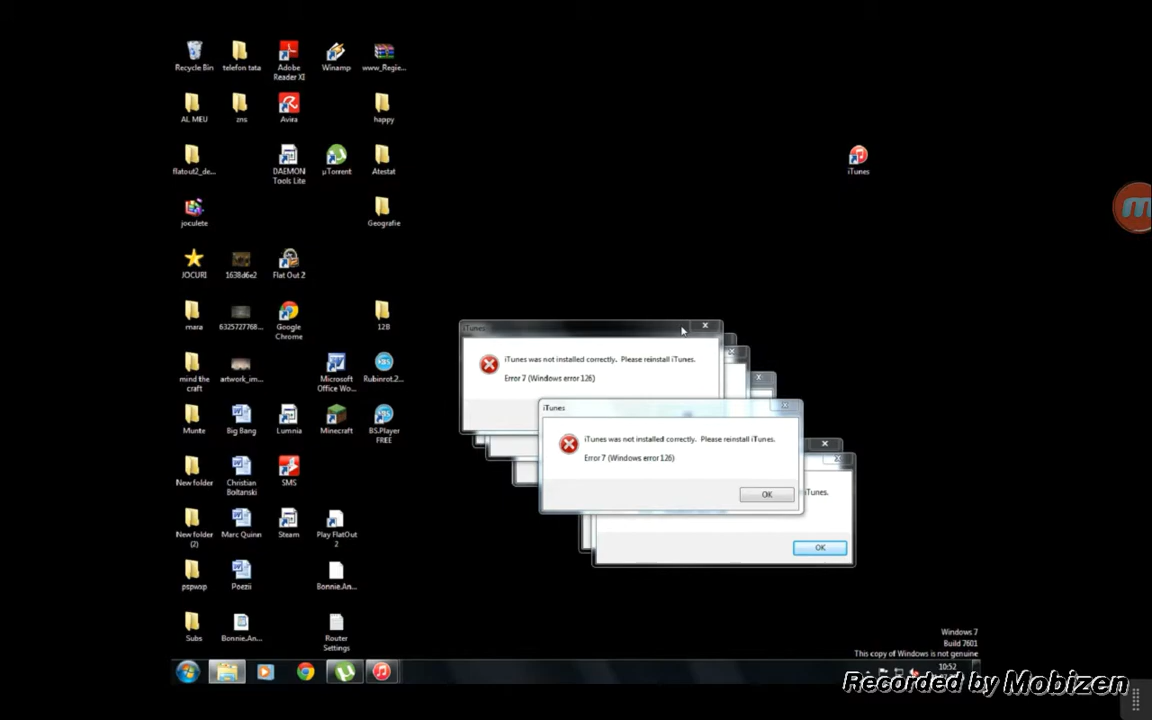 Recycle Bin
telefon tata
Adobe
Reader XI
Winamp
www_Regie...
AL MEU
zns
Avira
happy
flatout2_de...
DAEMON
Tools Lite
µTorrent
Atestat
iTunes
joculete
Geografie
JOCURI
1638d6e2
Flat Out 2
mara
6325727768...
Google
Chrome
12B
iTunes
iTunes was not installed correctly. Please reinstall iTunes.
Error 7 (Windows error 126)
mind the
craft
artwork_im...
Microsoft
Office Wo...
Rubinrot.2...
iTunes
iTunes was not installed correctly. Please reinstall iTunes.
Error 7 (Windows error 126)
OK
iTunes.
OK
Munte
Big Bang
Lumnia
Minecraft
BS.Player
FREE
New folder
Christian
Boltanski
SMS
New folder
(2)
Marc Quinn
Steam
Play FlatOut
2
pspwxp
Poezii
Bonnie.An...
Subs
Bonnie.An...
Router
Settings
Windows 7
Build 7601
This copy of Windows is not genuine
10:52
Recorded by Mobizen